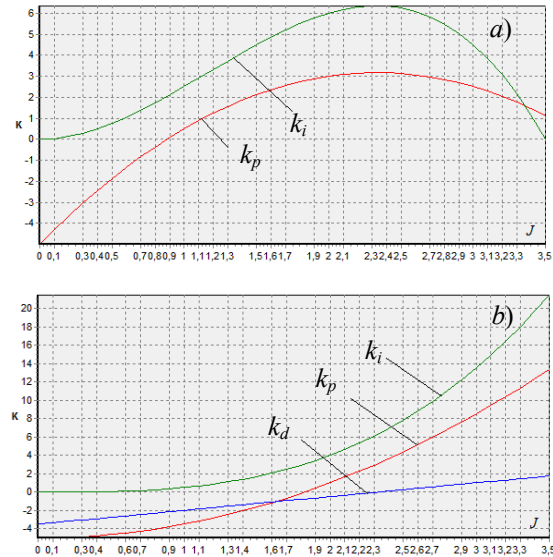 6
a)
5
4
3
2
K
1
k_i
0
k_p
-1
-2
-3
-4
J
0 0,1 0,30,40,5 0,70,80,9 1 1,11,21,3 1,51,61,7 1,9 2 2,1 2,32,42,5 2,72,82,9 3 3,13,23,3 3,5
20
b)
18
16
k_i
14
12
k_p
10
K
8
k_d
6
4
2
0
-2
-4
J
0 0,1 0,30,4 0,60,7 0,9 1 1,1 1,31,4 1,61,7 1,9 2 2,12,22,3 2,52,62,7 2,9 3 3,13,23,3 3,5